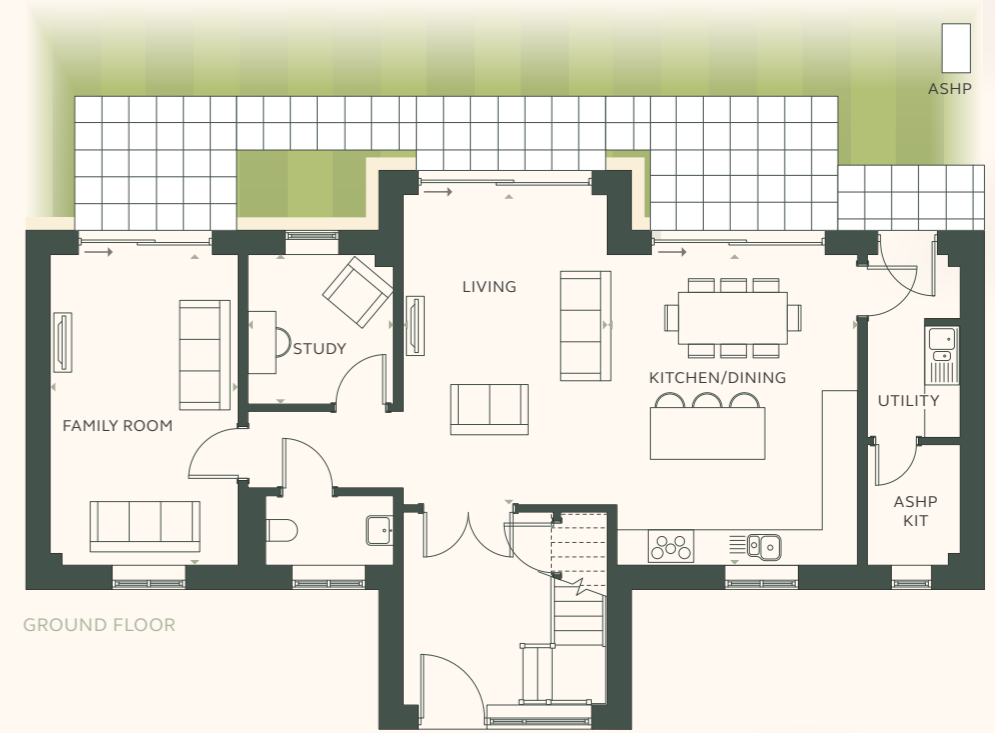 ASHP
LIVING
STUDY
KITCHEN/DINING
UTILITY
FAMILY ROOM
ASHP
KIT
GROUND FLOOR